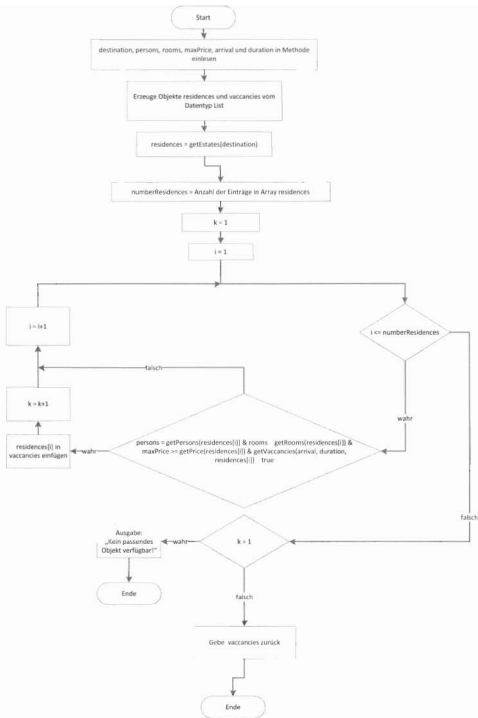 Start
destination, persons, rooms, maxPrice, arrival und duration in Methode
einlesen
Erzeuge Objekte residences und vaccancies vom
Datentyp List
residences = getEstates(destination)
numberResidences = Anzahl der Einträge in Array residences
k = 1
i = 1
i = i+1
i <= numberResidences
falsch
k = k+1
wahr
persons = getPersons(residences[i]) & rooms getRooms(residences[i]) &
maxPrice >= getPrice(residences[i]) & getVaccancies(arrival, duration,
residences[i]) true
wahr
residences[i] in
vaccancies einfügen
falsch
Ausgabe:
„Kein passendes
Objekt verfügbar!“
wahr
k = 1
Ende
falsch
Gebe vaccancies zurück
Ende